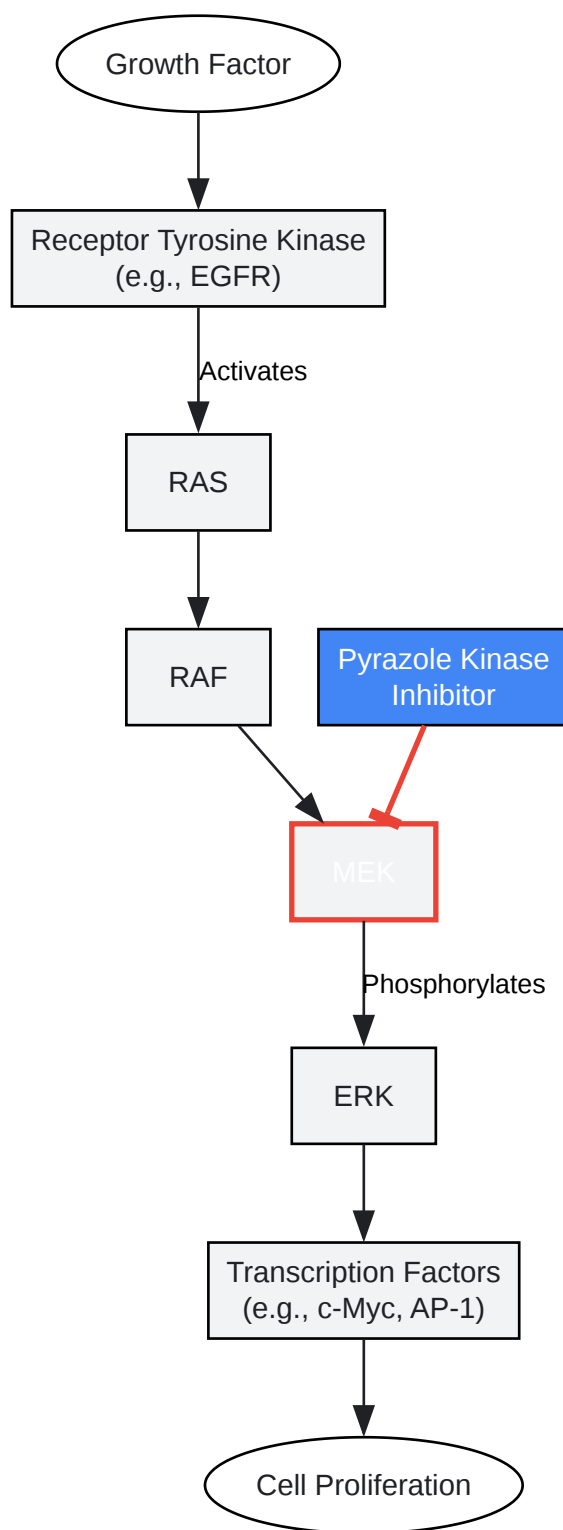 Growth Factor
Receptor Tyrosine Kinase
(e.g., EGFR)
Activates
RAS
RAF
Pyrazole Kinase
Inhibitor
MEK
Phosphorylates
ERK
Transcription Factors
(e.g., c-Myc, AP-1)
Cell Proliferation